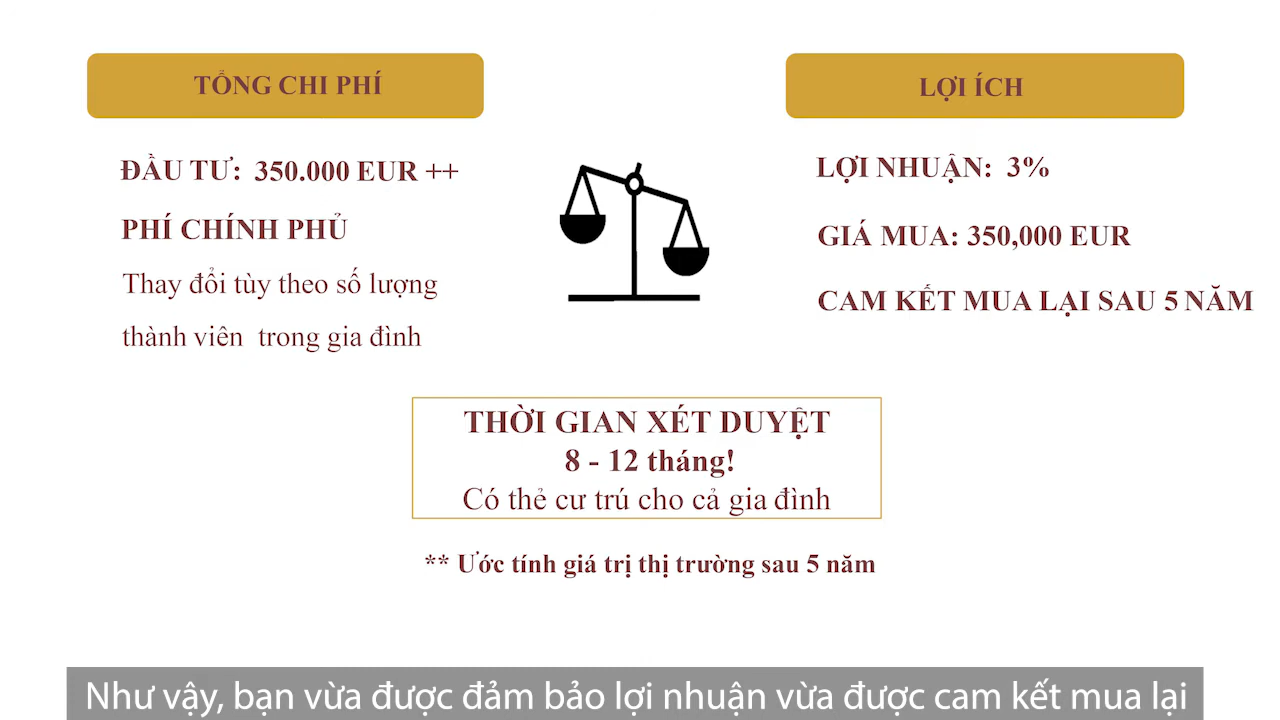 TỔNG CHI PHÍ
ĐẦU TƯ: 350.000 EUR ++
PHÍ CHÍNH PHỦ
Thay đổi tùy theo số lượng
thành viên trong gia đình
LỢI ÍCH
LỢI NHUẬN: 3%
GIÁ MUA: 350,000 EUR
CAM KẾT MUA LẠI SAU 5 NĂM
THỜI GIAN XÉT DUYỆT
8 - 12 tháng!
Có thẻ cư trú cho cả gia đình
** Ước tính giá trị thị trường sau 5 năm
Như vậy, bạn vừa được đảm bảo lợi nhuận vừa được cam kết mua lại